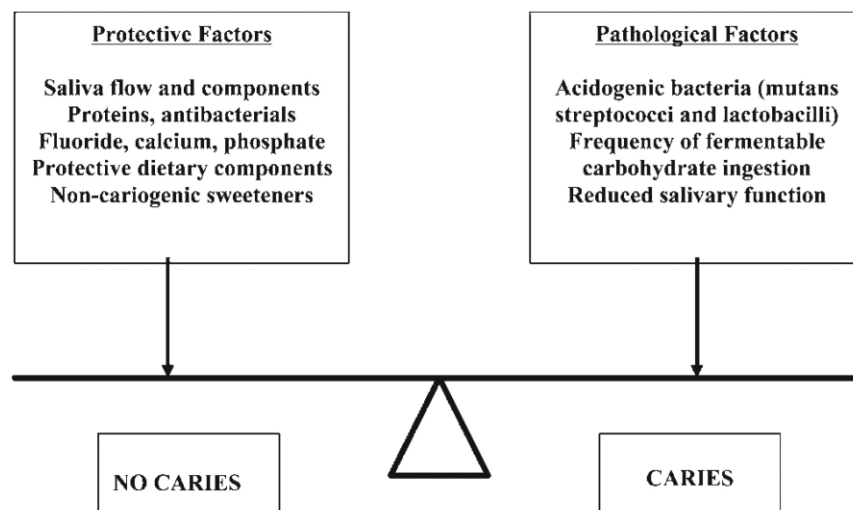 Protective Factors
Saliva flow and components
Proteins, antibacterials
Fluoride, calcium, phosphate
Protective dietary components
Non-cariogenic sweeteners
Pathological Factors
Acidogenic bacteria (mutans
streptococci and lactobacilli)
Frequency of fermentable
carbohydrate ingestion
Reduced salivary function
NO CARIES
CARIES